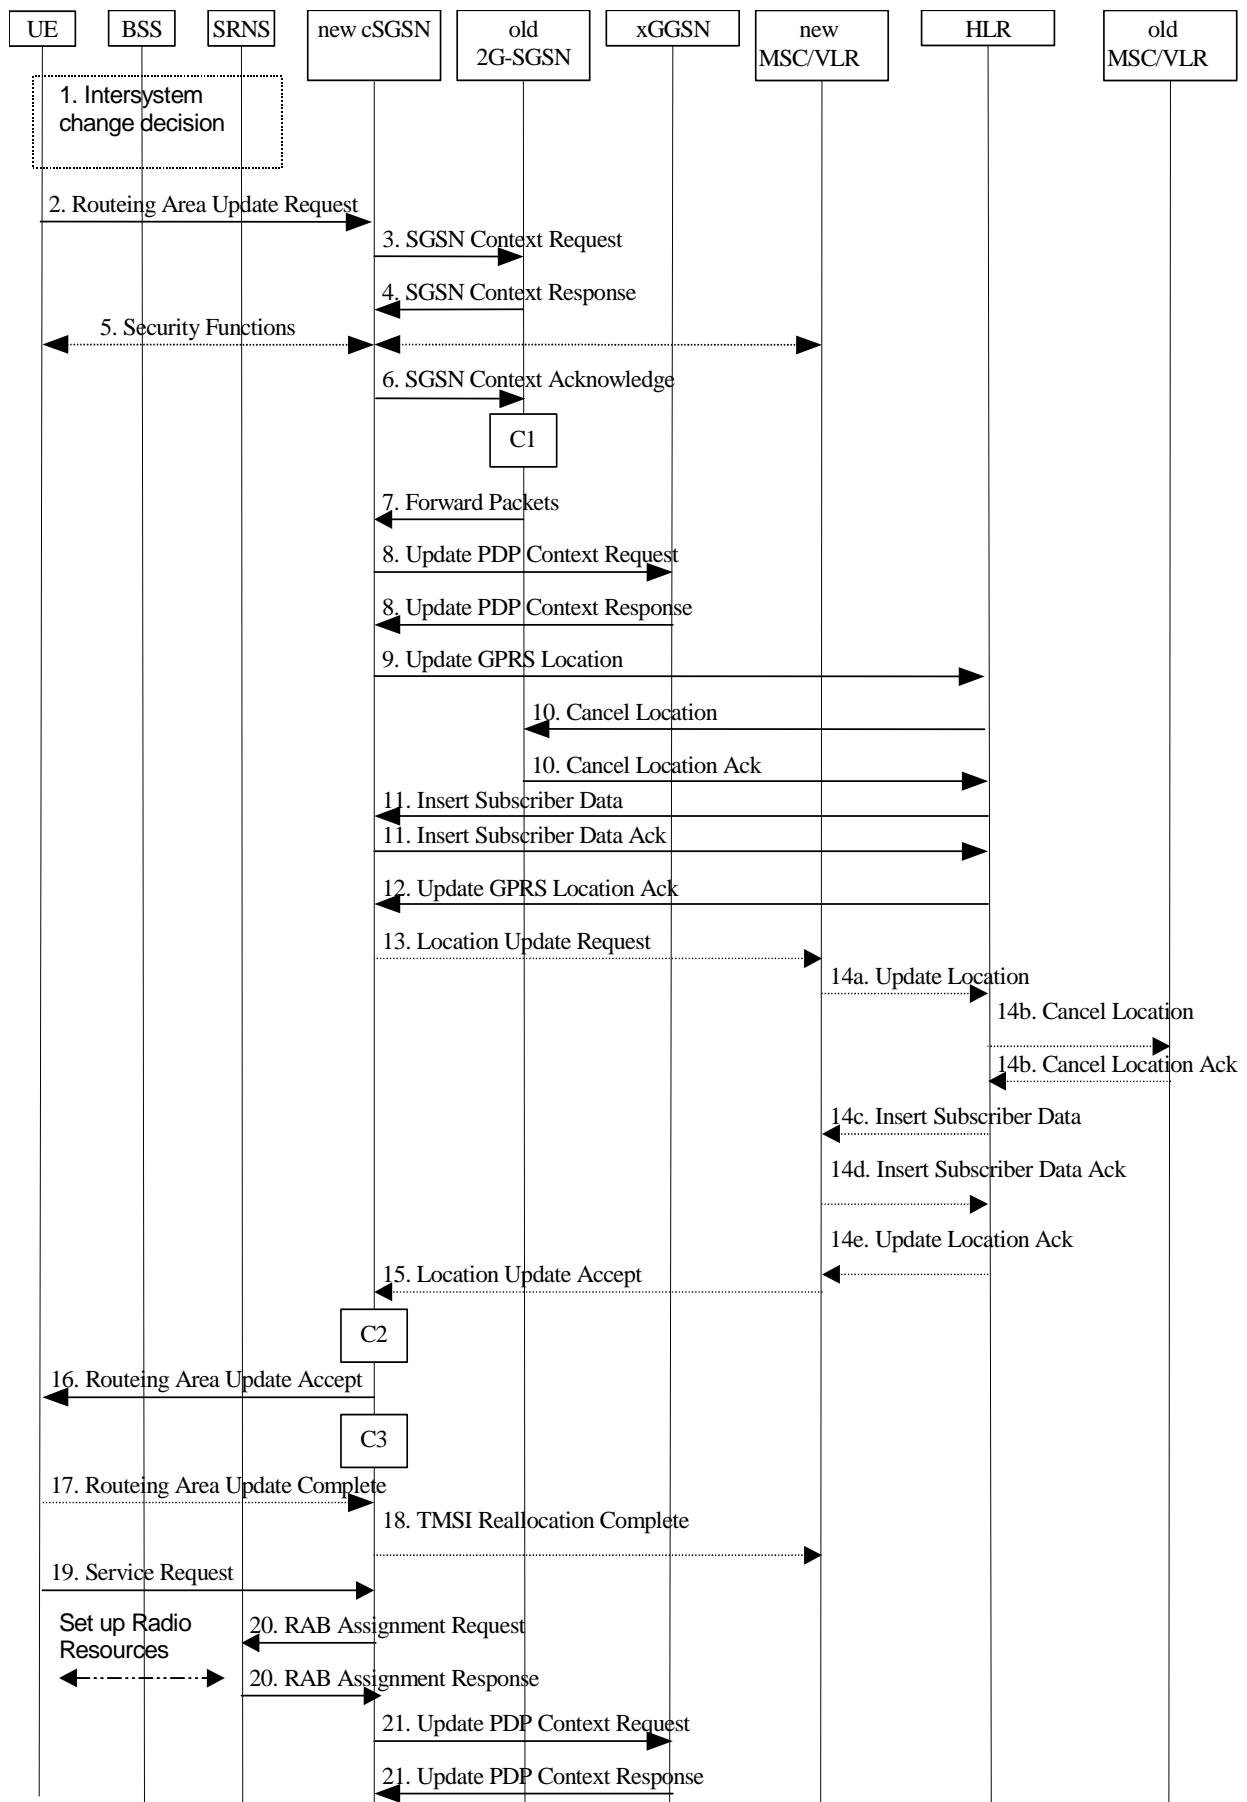 UE
BSS
SRNS
new cSGSN
old
2G-SGSN
xGGSN
new
MSC/VLR
HLR
old
MSC/VLR
1. Intersystem
change decision
2. Routeing Area Update Request
3. SGSN Context Request
4. SGSN Context Response
5. Security Functions
6. SGSN Context Acknowledge
C1
7. Forward Packets
8. Update PDP Context Request
8. Update PDP Context Response
9. Update GPRS Location
10. Cancel Location
10. Cancel Location Ack
11. Insert Subscriber Data
11. Insert Subscriber Data Ack
12. Update GPRS Location Ack
13. Location Update Request
14a. Update Location
14b. Cancel Location
14b. Cancel Location Ack
14c. Insert Subscriber Data
14d. Insert Subscriber Data Ack
14e. Update Location Ack
15. Location Update Accept
C2
16. Routeing Area Update Accept
C3
17. Routeing Area Update Complete
18. TMSI Reallocation Complete
19. Service Request
Set up Radio
Resources
20. RAB Assignment Request
20. RAB Assignment Response
21. Update PDP Context Request
21. Update PDP Context Response